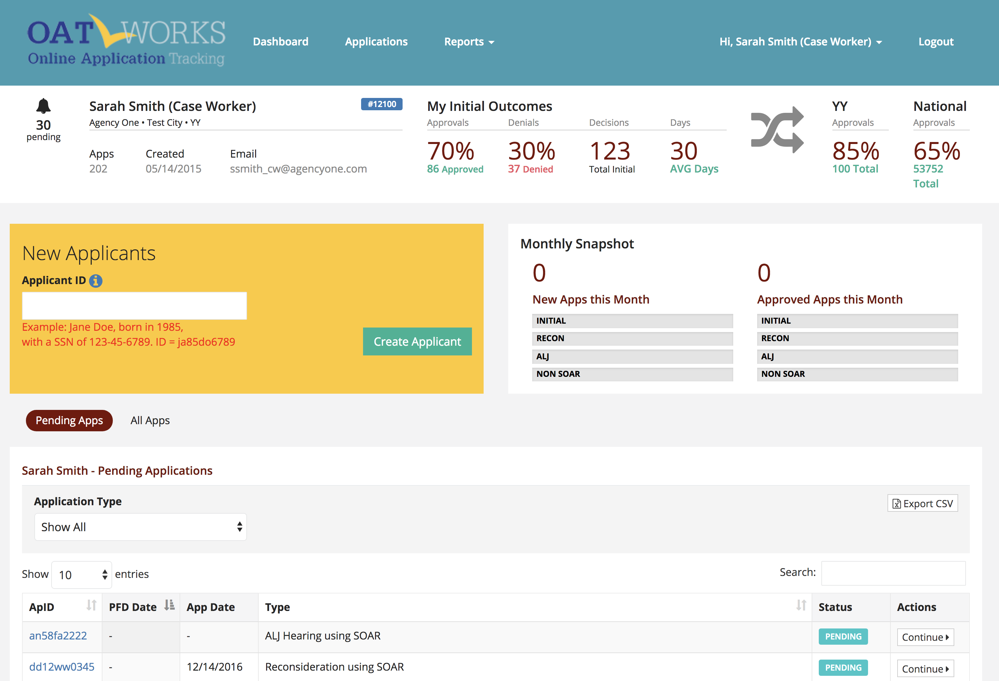 OAT WORKS
Online Application Tracking
Dashboard
Applications
Reports
Hi, Sarah Smith (Case Worker)
Logout
30
pending
Sarah Smith (Case Worker)
#12100
Agency One • Test City • YY
Apps
Created
Email
202
05/14/2015
ssmith_cw@agencyone.com
My Initial Outcomes
Approvals
Denials
Decisions
Days
70%
30%
123
30
86 Approved
37 Denied
Total Initial
AVG Days
YY
Approvals
85%
100 Total
National
Approvals
65%
53752
Total
New Applicants
Applicant ID
Example: Jane Doe, born in 1985,
with a SSN of 123-45-6789. ID = ja85do6789
Create Applicant
Monthly Snapshot
0
New Apps this Month
INITIAL
RECON
ALJ
NON SOAR
0
Approved Apps this Month
INITIAL
RECON
ALJ
NON SOAR
Pending Apps
All Apps
Sarah Smith - Pending Applications
Application Type
Show All
Export CSV
Show 10 entries
Search:
ApID PFD Date App Date Type Status Actions
an58fa2222 - - ALJ Hearing using SOAR PENDING Continue
dd12ww0345 - 12/14/2016 Reconsideration using SOAR PENDING Continue